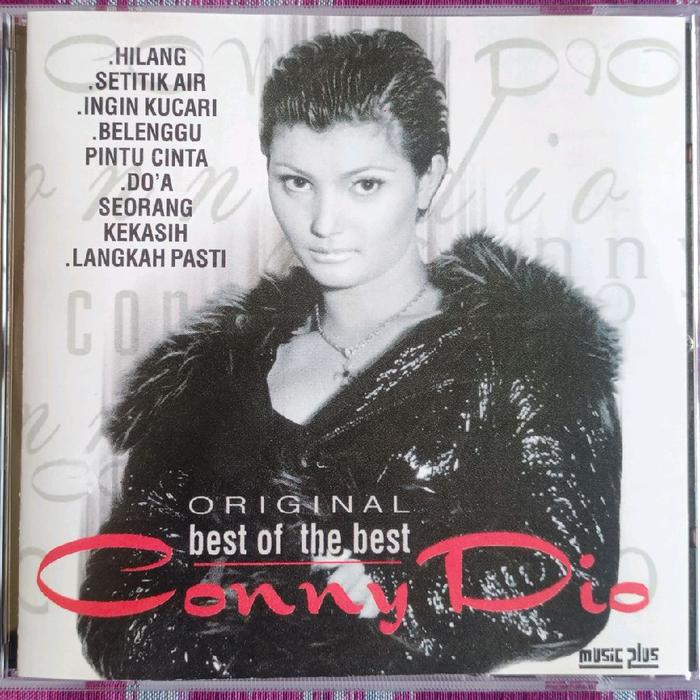 .HILANG
.SETITIK AIR
.INGIN KUCARI
.BELENGGU
PINTU CINTA
.DO'A
SEORANG
KEKASIH
.LANGKAH PASTI
ORIGINAL
best of the best
Conny Dio
music plus